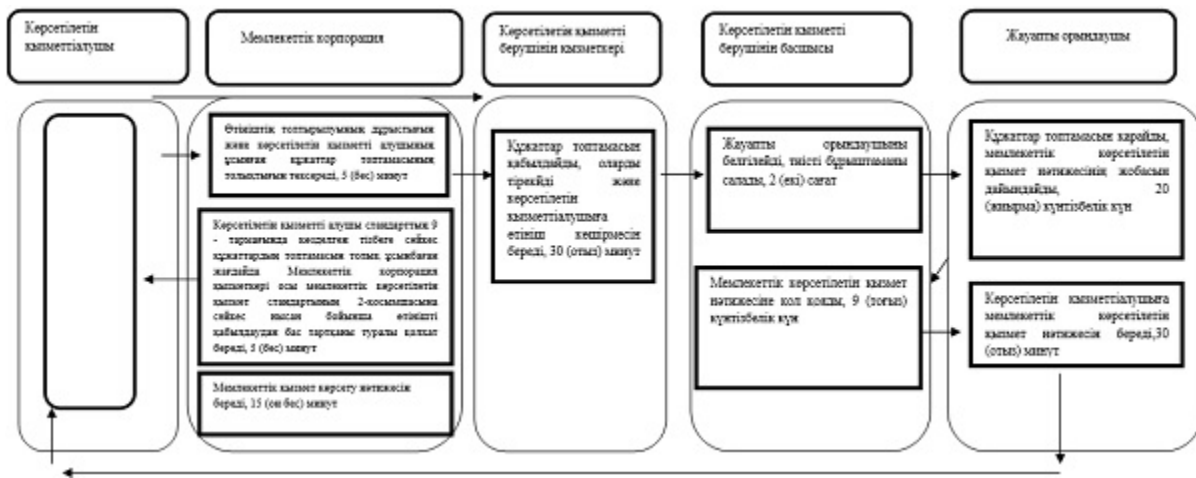 Көрсетілетін
қызметтіалушы
Мемлекеттік корпорация
Көрсетілетін қызметті
берушінің қызметкері
Көрсетілетін қызметті
берушінің басшысы
Жауапты орындаушы
Өтініштің толтырылуының дұрыстығын
және көрсетілетін қызметті алушының
ұсынған құжаттар топтамасының
толықтығын тексереді, 5 (бес) минут
Көрсетілетін қызметті алушы стандарттың 9
- тармағында көзделген тізбеге сәйкес
құжаттардың топтамасын толық ұсынбаған
жағдайда Мемлекеттік корпорация
қызметкері осы мемлекеттік көрсетілетін
қызмет стандартының 2-қосымшасына
сәйкес нысан бойынша өтінішті
қабылдаудан бас тартқаны туралы қолхат
береді, 5 (бес) минут
Мемлекеттік қызмет көрсету нәтижесін
береді, 15 (он бес) минут
Құжаттар топтамасын
қабылдайды, оларды
тіркейді және
көрсетілетін
қызметтіалушыға
өтініш көшірмесін
береді, 30 (отыз) минут
Жауапты орындаушыны
белгілейді, тиісті бұрыштаманы
салады, 2 (екі) сағат
Мемлекеттік көрсетілетін қызмет
нәтижесіне қол қояды, 9 (тоғыз)
күнтізбелік күн
Құжаттар топтамасын қарайды,
мемлекеттік көрсетілетін
қызмет нәтижесінің жобасын
дайындайды, 20
(жиырма) күнтізбелік күн
Көрсетілетін қызметтіалушыға
мемлекеттік көрсетілетін
қызмет нәтижесін береді,30
(отыз) минут